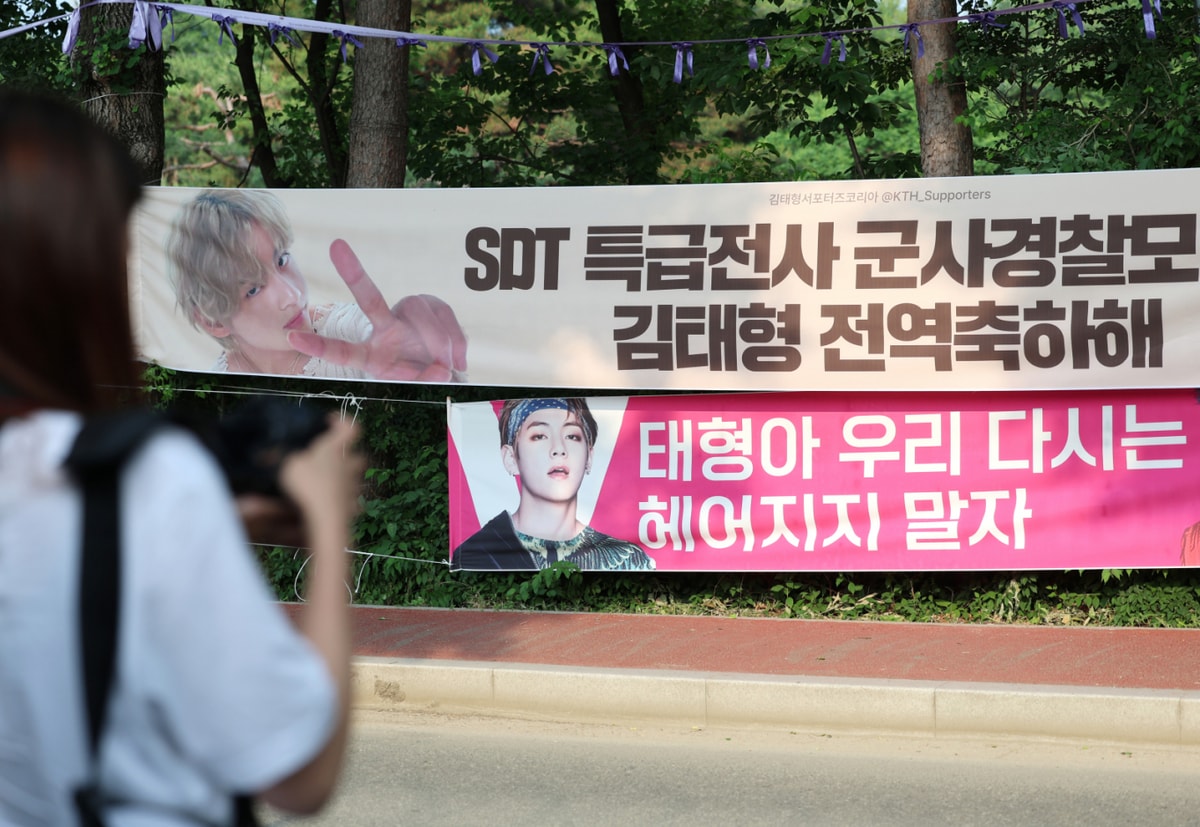 김태형서포터즈코리아 @KTH_Supporters
SDT 특급전사 군사경찰모
김태형 전역축하해
태형아 우리 다시는
헤어지지 말자